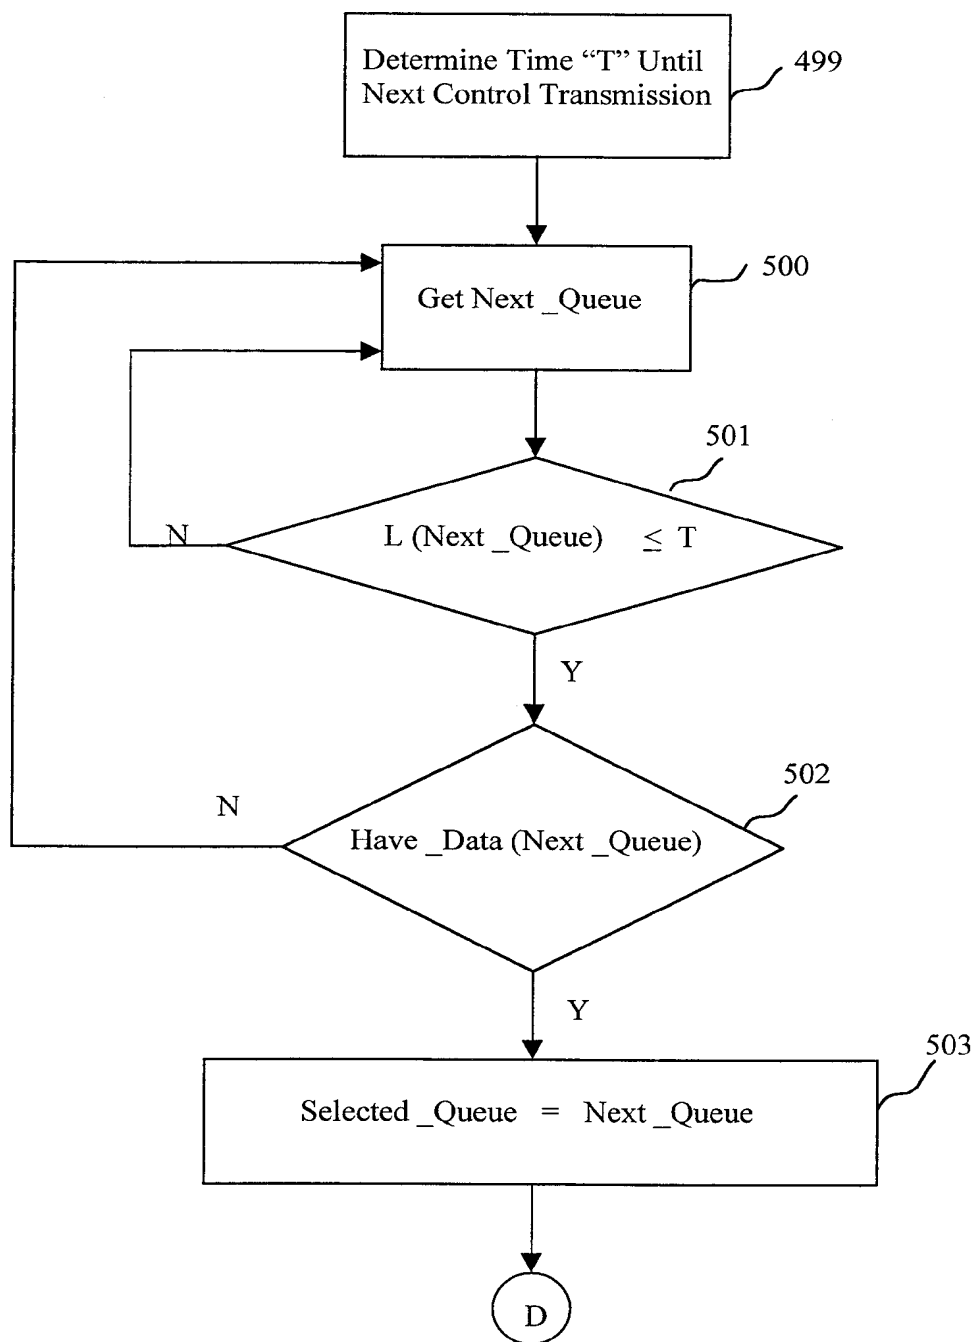 Determine Time “T” Until
Next Control Transmission
499
Get Next _Queue
500
501
L (Next _Queue) ≤ T
N
Y
502
N
Have _Data (Next _Queue)
Y
503
Selected _Queue = Next _Queue
D